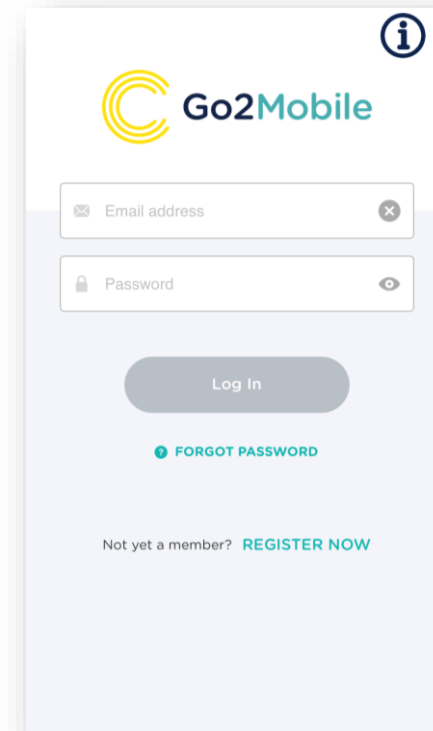 Go2Mobile
Email address
Password
Log In
FORGOT PASSWORD
Not yet a member? REGISTER NOW